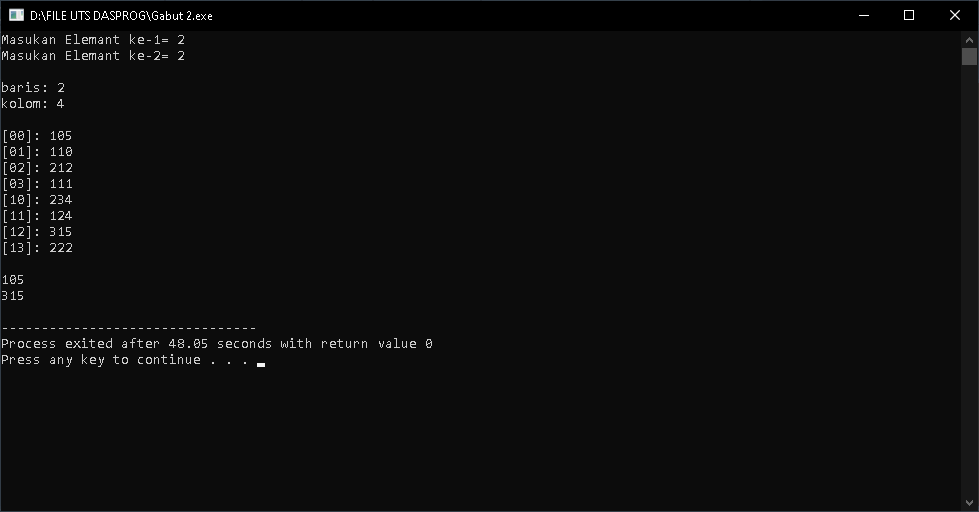 D:\FILE UTS DASPROG\Gabut 2.exe
Masukan Elemant ke-1= 2
Masukan Elemant ke-2= 2
baris: 2
kolom: 4
[00]: 105
[01]: 110
[02]: 212
[03]: 111
[10]: 234
[11]: 124
[12]: 315
[13]: 222
105
315
--------------------------------
Process exited after 48.05 seconds with return value 0
Press any key to continue . . .